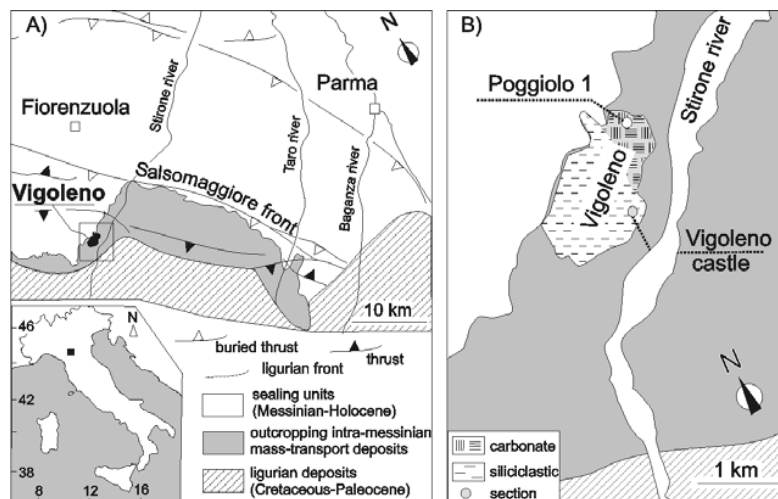 A)
N
Stirone river
Parma
Fiorenzuola
Taro river
Baganza river
Salsomaggiore front
Vigoleno
10 km
46
42
38
8
12
16
N
buried thrust
thrust
ligurian front
sealing units
(Messinian-Holocene)
outcropping intra-messinian
mass-transport deposits
ligurian deposits
(Cretaceous-Paleocene)
B)
Poggiolo 1
Stirone river
Vigoleno
Vigoleno
castle
N
carbonate
siliciclastic
section
1 km